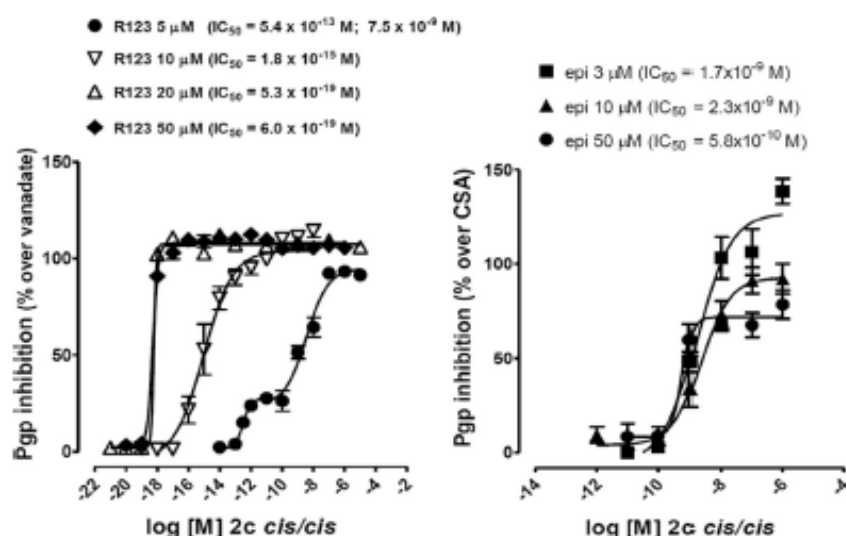 R123 5 µM (IC50 = 5.4 x 10-13 M; 7.5 x 10-9 M)
R123 10 µM (IC50 = 1.8 x 10-15 M)
R123 20 µM (IC50 = 5.3 x 10-19 M)
R123 50 µM (IC50 = 6.0 x 10-19 M)
Pgp inhibition (% over vanadate)
150
100
50
0
-22 -20 -18 -16 -14 -12 -10 -8 -6 -4 -2
log [M] 2c cis/cis
epi 3 µM (IC50 = 1.7x10-9 M)
epi 10 µM (IC50 = 2.3x10-9 M)
epi 50 µM (IC50 = 5.8x10-10 M)
Pgp inhibition (% over CSA)
150
100
50
0
-14 -12 -10 -8 -6 -4
log [M] 2c cis/cis